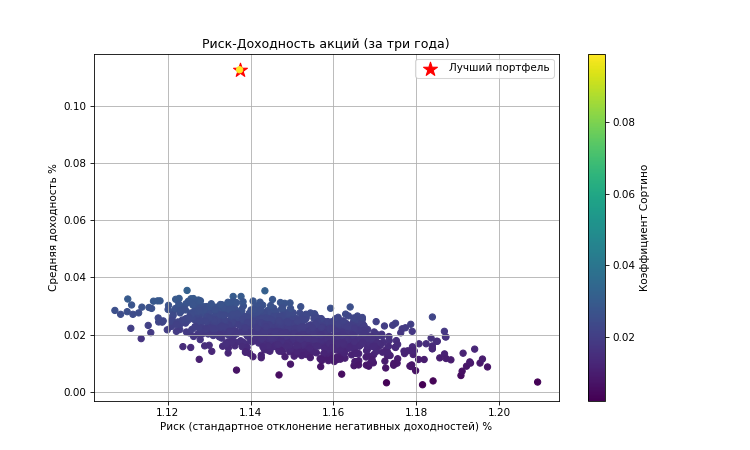 Риск-Доходность акций (за три года)
Лучший портфель
Средняя доходность %
0.10
0.08
0.06
0.04
0.02
0.00
1.12 1.14 1.16 1.18 1.20
Риск (стандартное отклонение негативных доходностей) %
0.08
0.06
0.04
0.02
Коэффициент Сортино